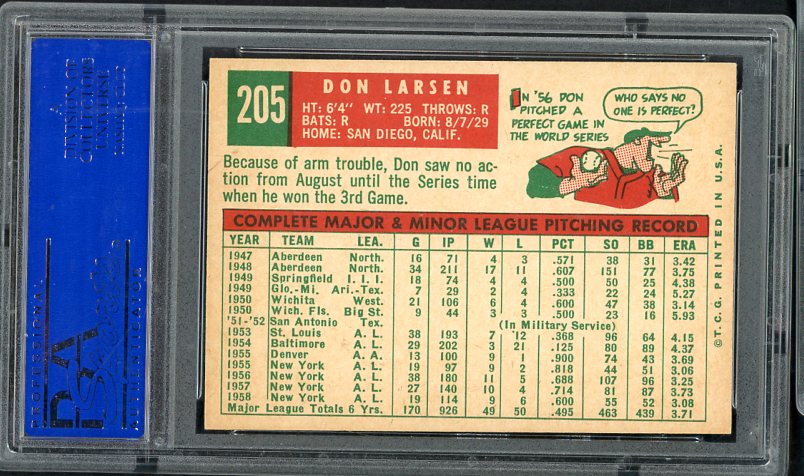 205
DON LARSEN
HT: 6'4" WT: 225 THROWS: R
BATS: R BORN: 8/7/29
HOME: SAN DIEGO, CALIF.
IN '56 DON
PITCHED A
PERFECT GAME IN
THE WORLD SERIES
WHO SAYS NO
ONE IS PERFECT?
Because of arm trouble, Don saw no ac-
tion from August until the Series time
when he won the 3rd Game.
COMPLETE MAJOR & MINOR LEAGUE PITCHING RECORD
YEAR TEAM LEA. G IP W L PCT SO BB ERA
1947 Aberdeen North. 16 71 4 3 .571 38 31 3.42
1948 Aberdeen North. 34 211 17 11 .607 151 77 3.75
1949 Springfield I. I. I. 18 74 4 4 .500 50 25 4.38
1949 Glo.-Mi. Ari.-Tex. 7 29 2 4 .333 22 24 5.27
1950 Wichita West. 21 106 6 4 .600 47 38 3.14
1950 Wich. Fls. Big St. 9 44 3 3 .500 23 16 5.93
'51-'52 San Antonio Tex. (In Military Service)
1953 St. Louis A. L. 38 193 7 12 .368 96 64 4.15
1954 Baltimore A. L. 29 202 3 21 .125 80 89 4.37
1955 Denver A. A. 13 100 9 1 .900 74 43 3.69
1955 New York A. L. 19 97 9 2 .818 44 51 3.06
1956 New York A. L. 38 180 11 5 .688 107 96 3.25
1957 New York A. L. 27 140 10 4 .714 81 87 3.73
1958 New York A. L. 19 114 9 6 .600 55 52 3.08
Major League Totals 6 Yrs. 170 926 49 50 .495 463 439 3.71
© T.C.G. PRINTED IN U.S.A.
A
DIVISION OF
COLLECTORS
UNIVERSE
PSA
PROFESSIONAL
AUTHENTICATOR